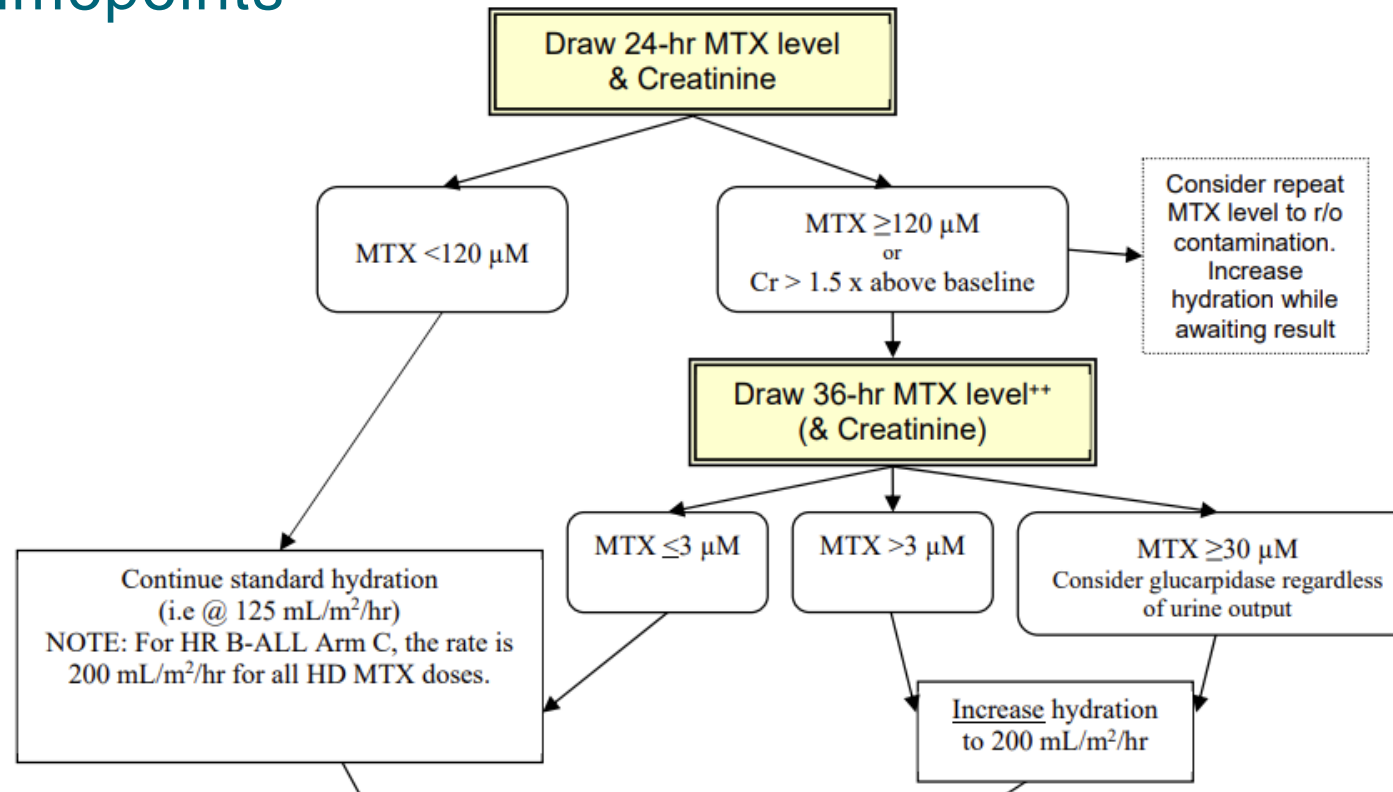 Draw 24-hr MTX level
& Creatinine
MTX <120 µM
MTX ≥120 µM
or
Cr > 1.5 x above baseline
Consider repeat
MTX level to r/o
contamination.
Increase
hydration while
awaiting result
Draw 36-hr MTX level⁺⁺
(& Creatinine)
MTX ≤3 µM
MTX >3 µM
MTX ≥30 µM
Consider glucarpidase regardless
of urine output
Continue standard hydration
(i.e @ 125 mL/m²/hr)
NOTE: For HR B-ALL Arm C, the rate is
200 mL/m²/hr for all HD MTX doses.
Increase hydration
to 200 mL/m²/hr